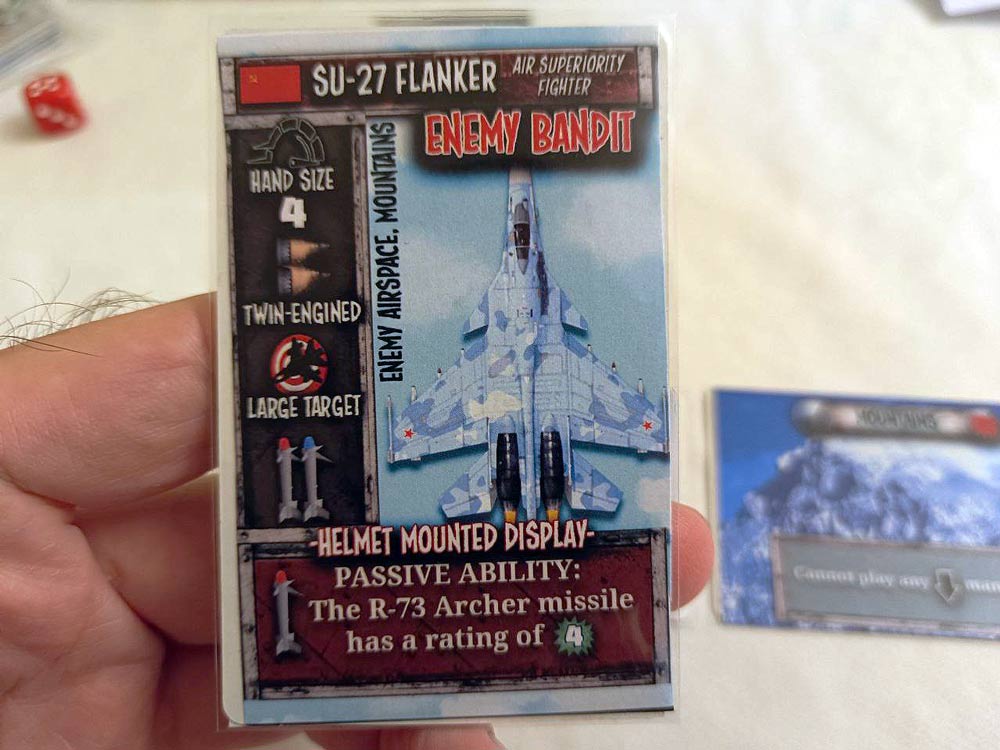 SU-27 FLANKER
AIR SUPERIORITY
FIGHTER
ENEMY BANDIT
HAND SIZE
4
ENEMY AIRSPACE, MOUNTAINS
TWIN-ENGINED
LARGE TARGET
-HELMET MOUNTED DISPLAY-
PASSIVE ABILITY:
The R-73 Archer missile
has a rating of 4
MOUNTAINS
Cannot play any